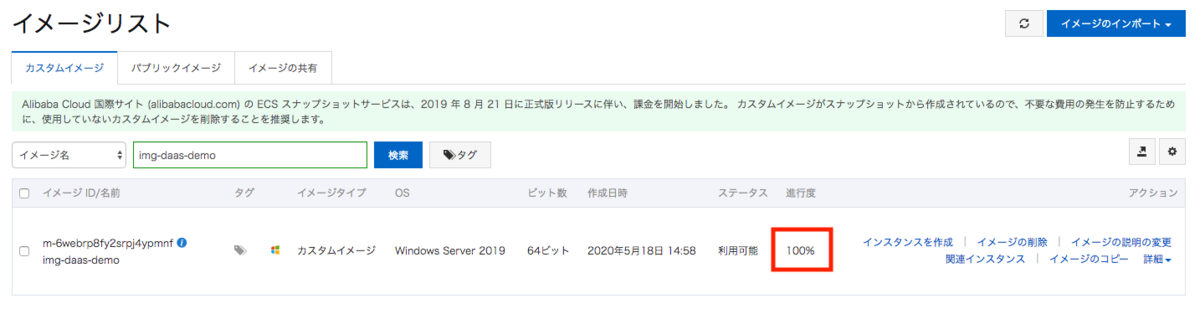 イメージリスト
イメージのインポート
カスタムイメージ
パブリックイメージ
イメージの共有
Alibaba Cloud 国際サイト (alibabacloud.com) の ECS スナップショットサービスは、2019 年 8 月 21 日に正式版リリースに伴い、課金を開始しました。 カスタムイメージがスナップショットから作成されているので、不要な費用の発生を防止するため
に、使用していないカスタムイメージを削除することを推奨します。
イメージ名
img-daas-demo
検索
タグ
イメージ ID/名前
タグ
イメージタイプ
OS
ビット数
作成日時
ステータス
進行度
アクション
m-6webrp8fy2srpj4ypmnf
img-daas-demo
カスタムイメージ
Windows Server 2019
64ビット
2020年5月18日 14:58
利用可能
100%
インスタンスを作成 | イメージの削除 | イメージの説明の変更
関連インスタンス | イメージのコピー 詳細